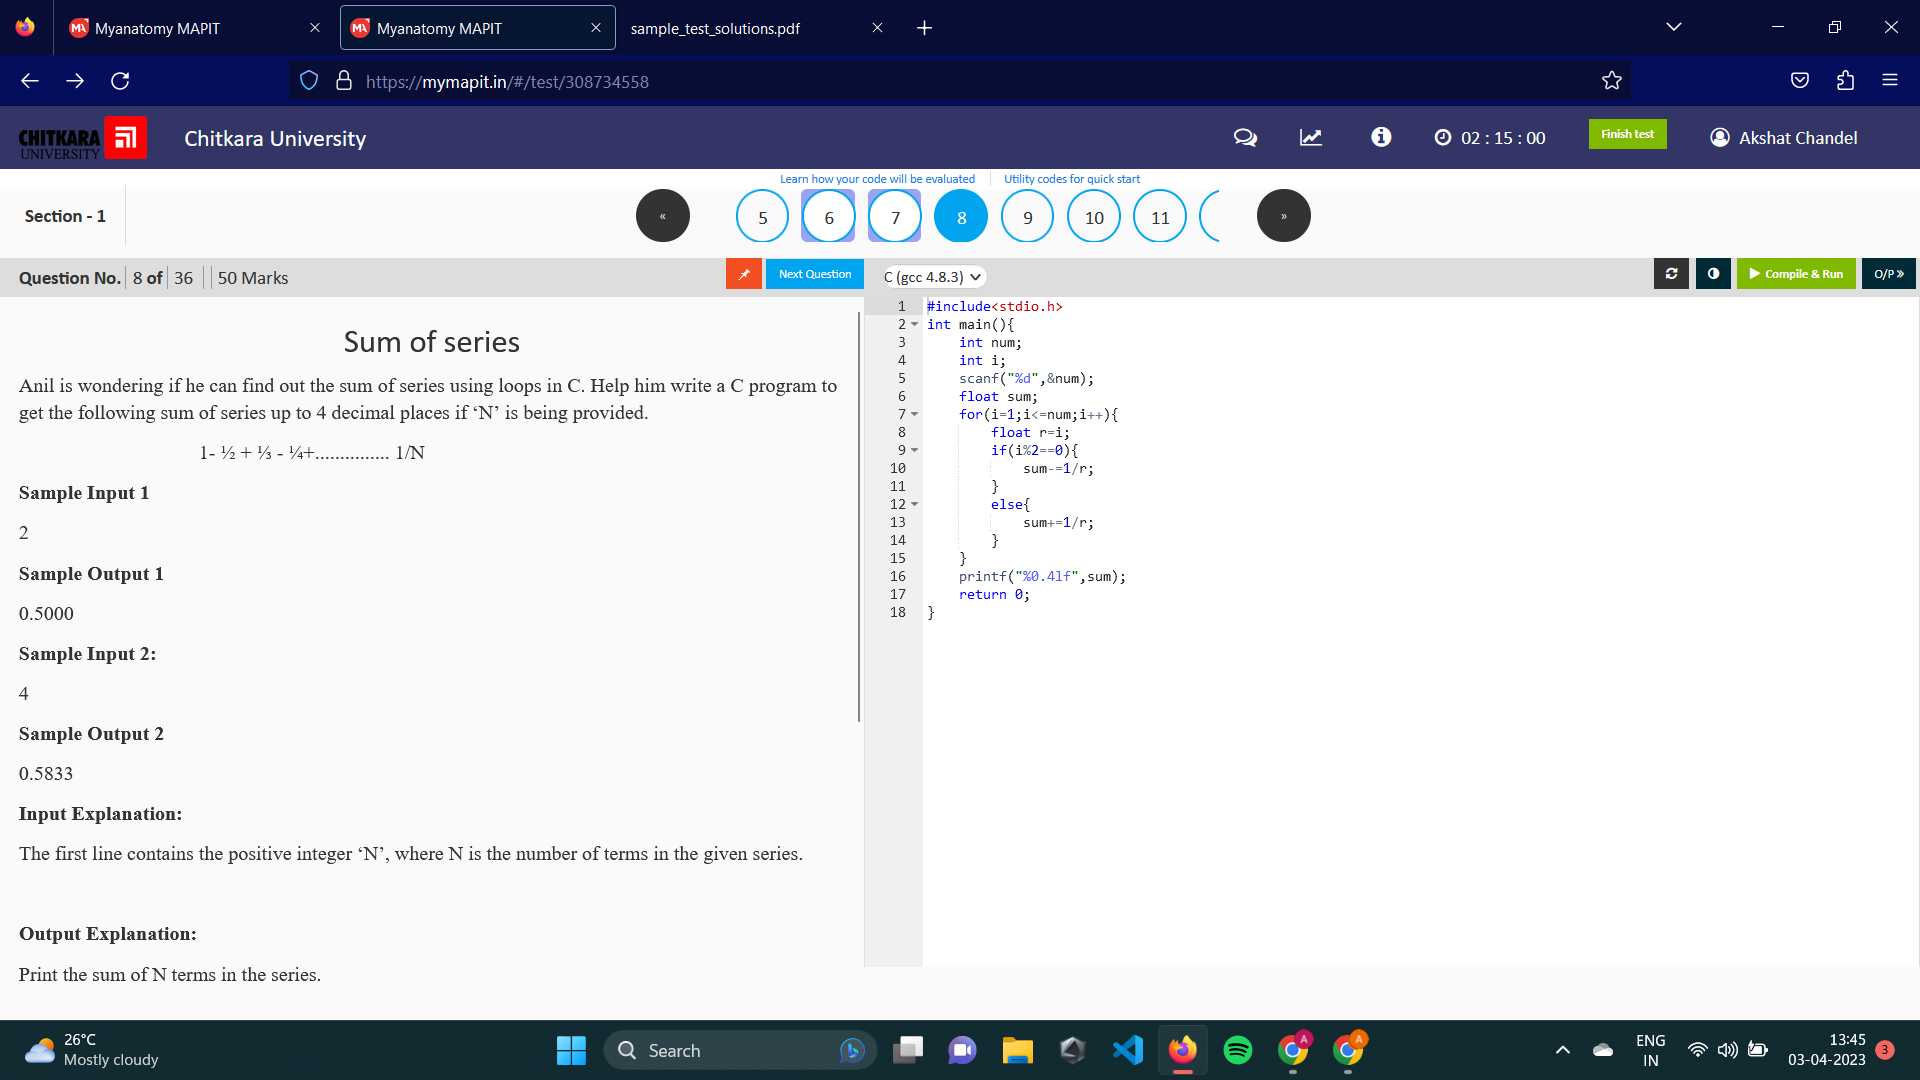 Myanatomy MAPIT
Myanatomy MAPIT
sample_test_solutions.pdf
https://mymapit.in/#/test/308734558
CHITKARA
UNIVERSITY
Chitkara University
02 : 15 : 00
Finish test
Akshat Chandel
Learn how your code will be evaluated
Utility codes for quick start
Section - 1
«
5
6
7
8
9
10
11
»
Question No. 8 of 36 50 Marks
Next Question
C (gcc 4.8.3)
Compile & Run
O/P »
Sum of series
Anil is wondering if he can find out the sum of series using loops in C. Help him write a C program to
get the following sum of series up to 4 decimal places if ‘N’ is being provided.
1- ½ + ⅓ - ¼+............... 1/N
Sample Input 1
2
Sample Output 1
0.5000
Sample Input 2:
4
Sample Output 2
0.5833
Input Explanation:
The first line contains the positive integer ‘N’, where N is the number of terms in the given series.
Output Explanation:
Print the sum of N terms in the series.
1 #include<stdio.h>
2 int main(){
3     int num;
4     int i;
5     scanf("%d",&num);
6     float sum;
7     for(i=1;i<=num;i++){
8         float r=i;
9         if(i%2==0){
10             sum-=1/r;
11         }
12         else{
13             sum+=1/r;
14         }
15     }
16     printf("%0.4lf",sum);
17     return 0;
18 }
26°C
Mostly cloudy
Search
A
A
ENG
IN
13:45
03-04-2023
3